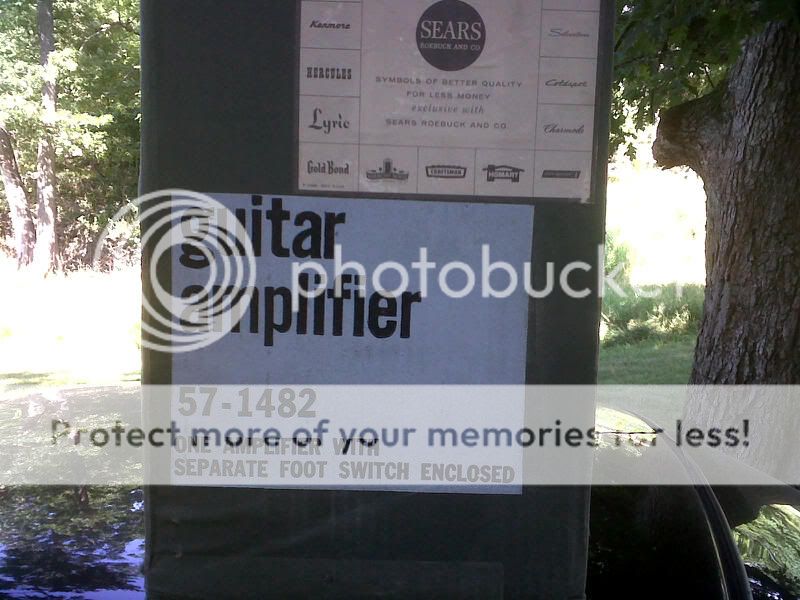 Kenmore
SEARS
ROEBUCK AND CO
Silvertone
HERCULES
SYMBOLS OF BETTER QUALITY
FOR LESS MONEY
Coldspot
exclusive with
Lyric
SEARS ROEBUCK AND CO.
Charmode
Gold Bond
CRAFTSMAN
HOMART
guitar
amplifier
photobucket
57-1482
Protect more of your memories for less!
ONE AMPLIFIER WITH
SEPARATE FOOT SWITCH ENCLOSED